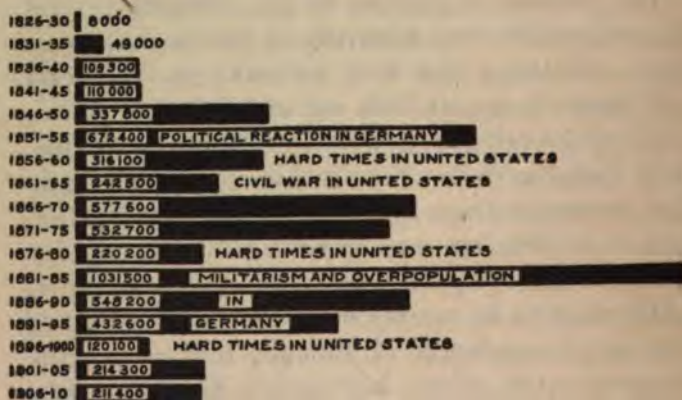 1826-30 8000
1831-35 49000
1836-40 109300
1841-45 110000
1846-50 337800
1851-55 672400 POLITICAL REACTION IN GERMANY
1856-60 316100 HARD TIMES IN UNITED STATES
1861-65 242500 CIVIL WAR IN UNITED STATES
1866-70 577600
1871-75 532700
1876-80 220200 HARD TIMES IN UNITED STATES
1881-85 1031500 MILITARISM AND OVERPOPULATION
1886-90 548200 IN
1891-95 432600 GERMANY
1896-1900 120100 HARD TIMES IN UNITED STATES
1901-05 214300
1906-10 211400